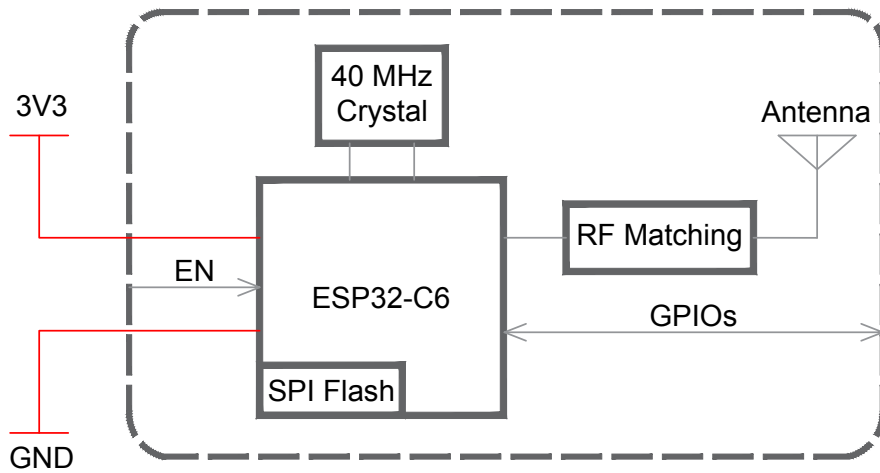 40 MHz
Crystal
3V3
Antenna
RF Matching
EN
ESP32-C6
GPIOs
SPI Flash
GND